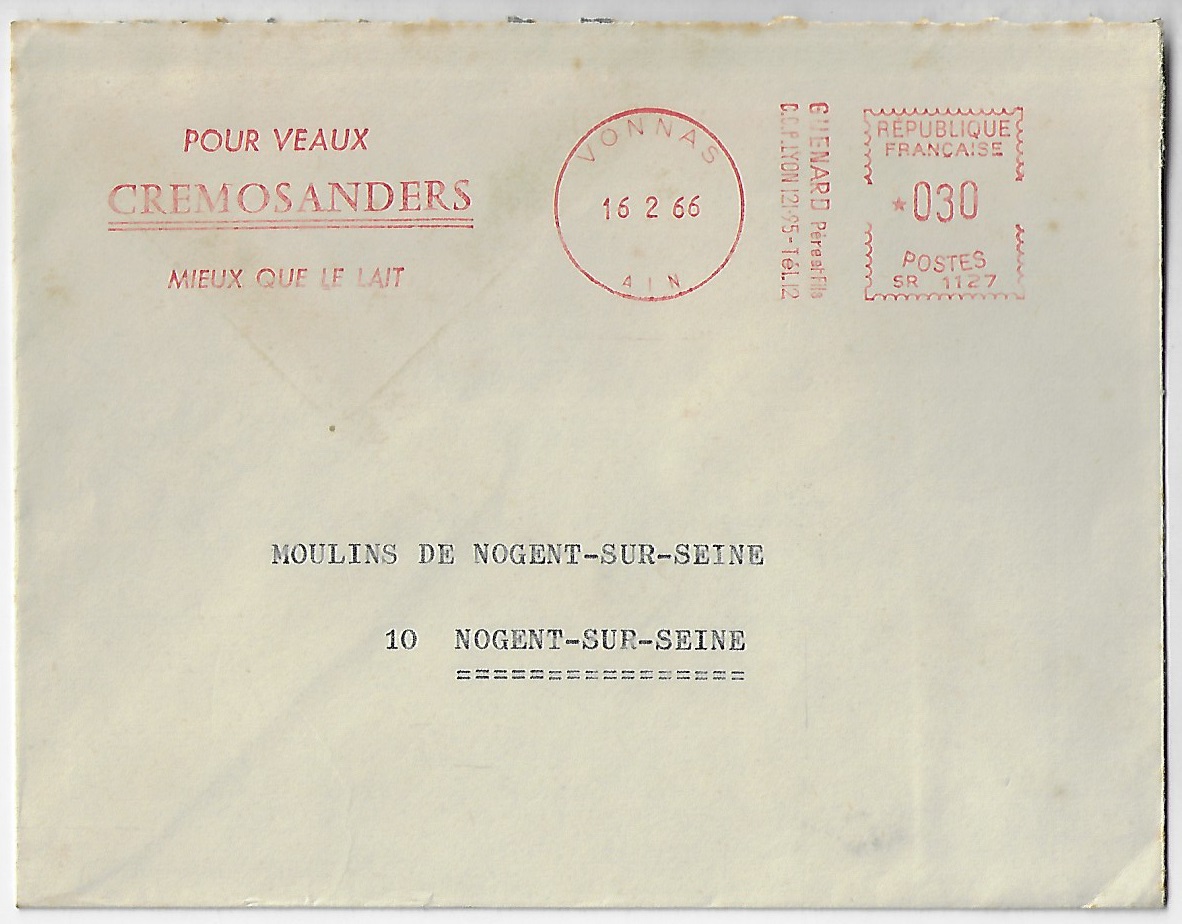 POUR VEAUX
CREMOSANDERS
MIEUX QUE LE LAIT
VONNAS
16 2 66
AIN
GUENARD Père et Fils
C.C.P. LYON 121-95 - Tél. 12
REPUBLIQUE
FRANÇAISE
*030
POSTES
SR 1127
MOULINS DE NOGENT-SUR-SEINE
10 NOGENT-SUR-SEINE
================